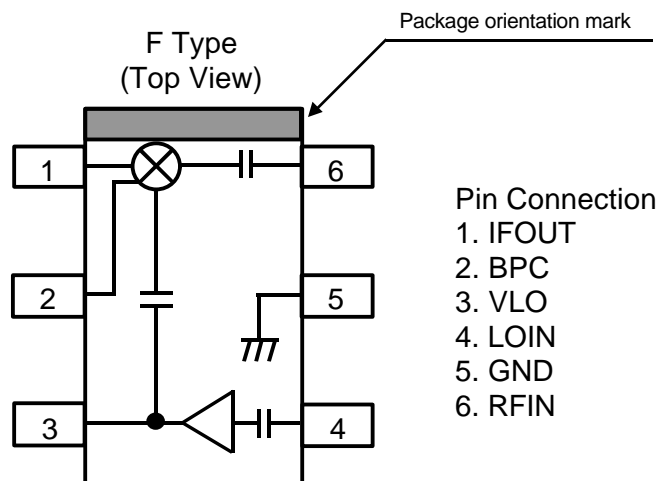 Package orientation mark
F Type
(Top View)
1
6
2
5
3
4
Pin Connection
1. IFOUT
2. BPC
3. VLO
4. LOIN
5. GND
6. RFIN